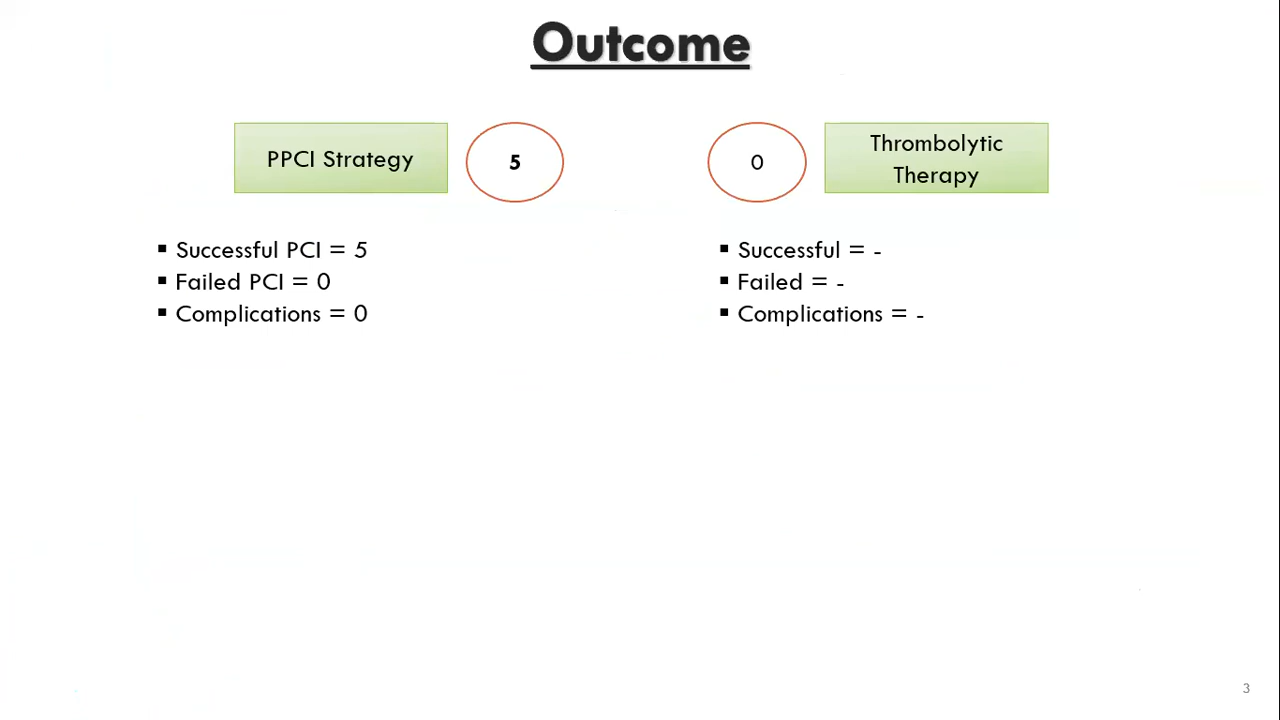 Outcome
PPCI Strategy
5
0
Thrombolytic
Therapy
▪ Successful PCI = 5
▪ Failed PCI = 0
▪ Complications = 0
▪ Successful = -
▪ Failed = -
▪ Complications = -
3